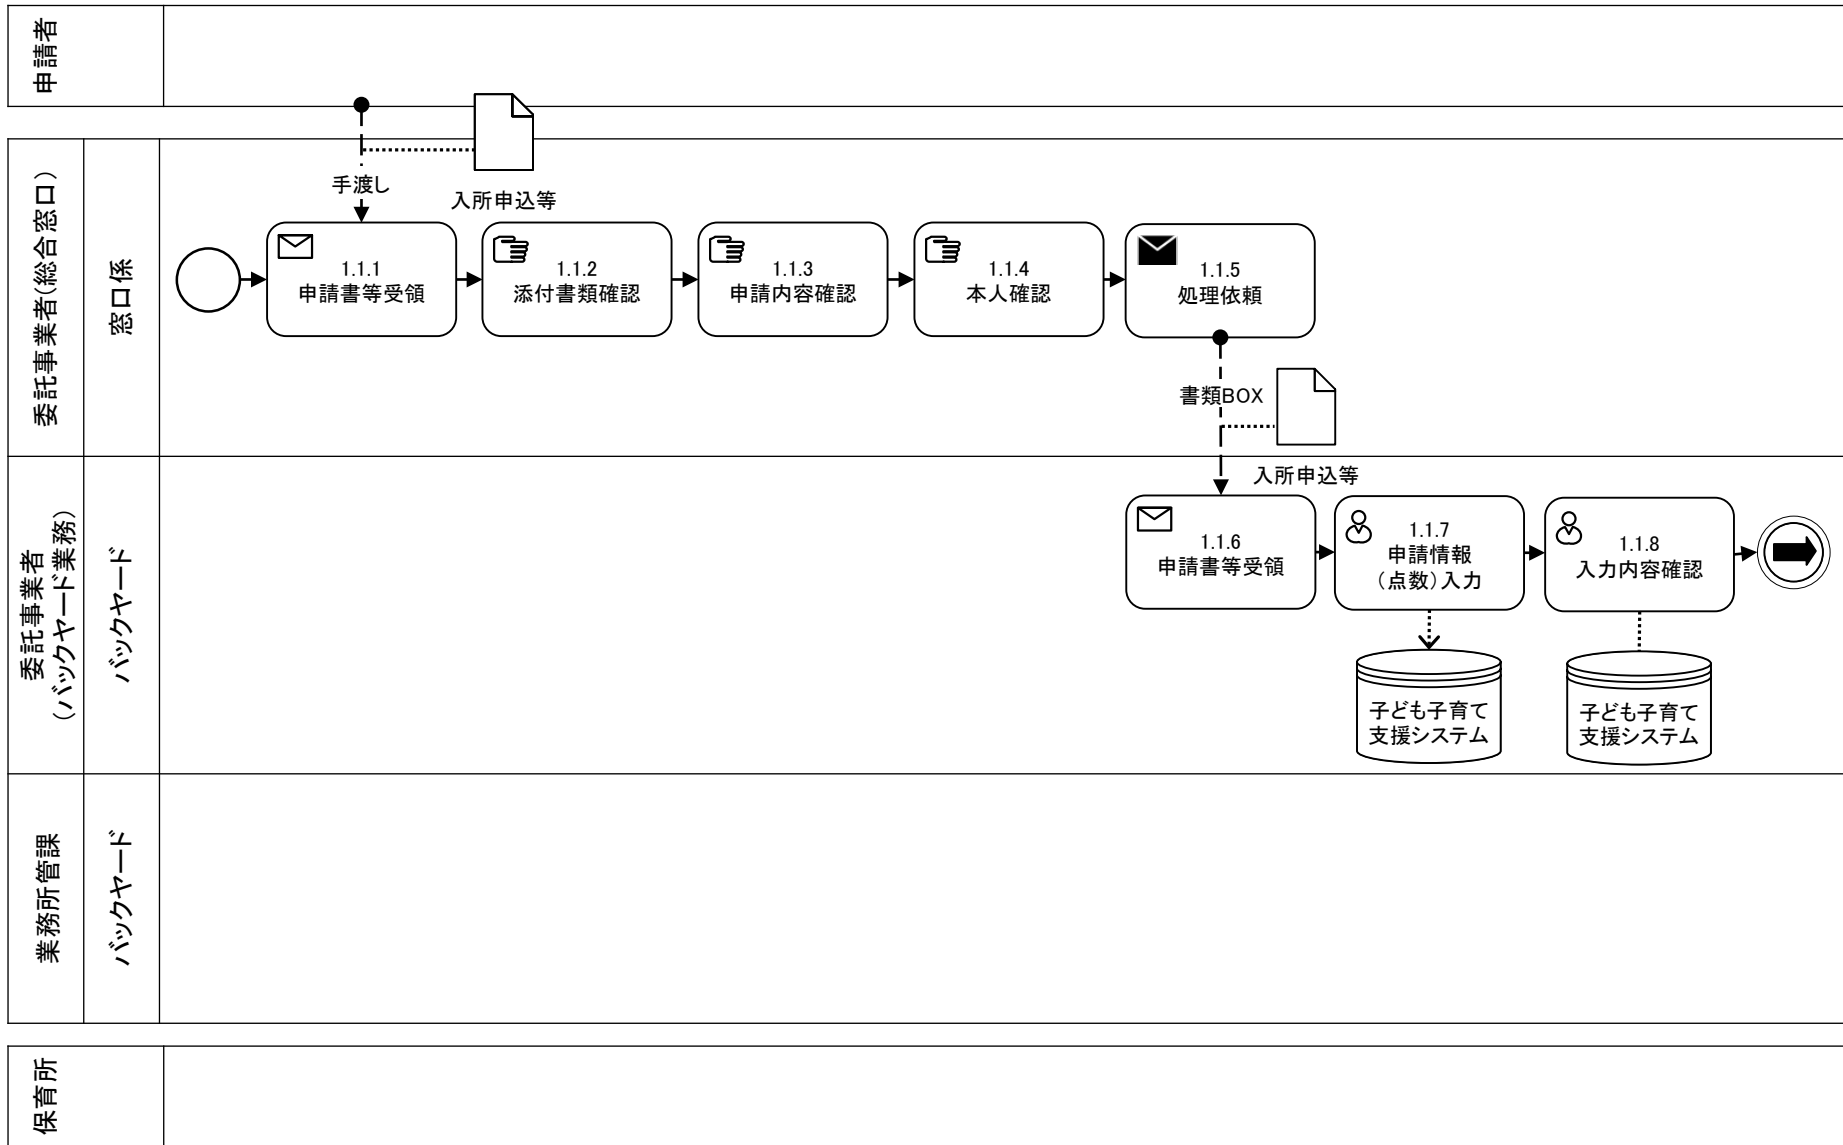 申請者
委託事業者(総合窓口)
窓口係
手渡し
入所申込等
1.1.1
申請書等受領
1.1.2
添付書類確認
1.1.3
申請内容確認
1.1.4
本人確認
1.1.5
処理依頼
書類BOX
入所申込等
委託事業者
(バックヤード業務)
バックヤード
1.1.6
申請書等受領
1.1.7
申請情報
(点数)入力
1.1.8
入力内容確認
子ども子育て
支援システム
子ども子育て
支援システム
業務所管課
バックヤード
保育所